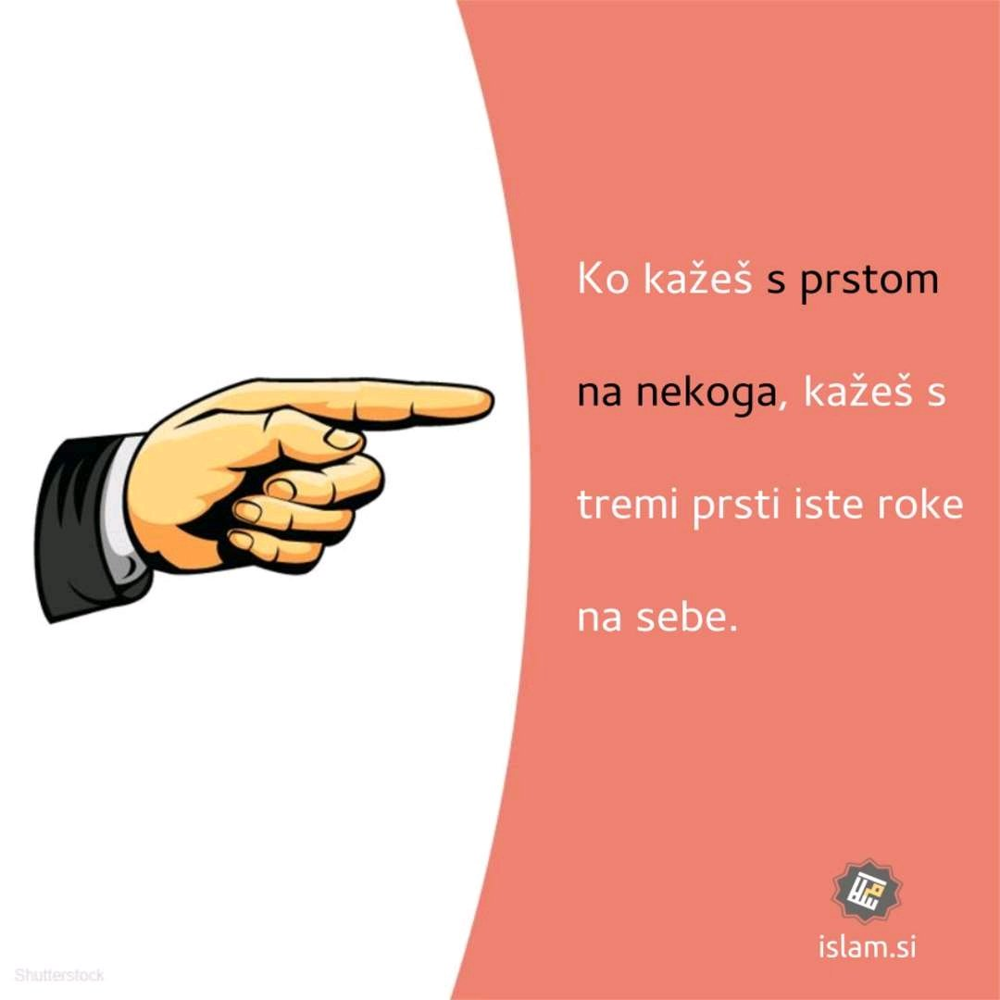 Ko kažeš s prstom
na nekoga, kažeš s
tremi prsti iste roke
na sebe.
islam.si
Shutterstock